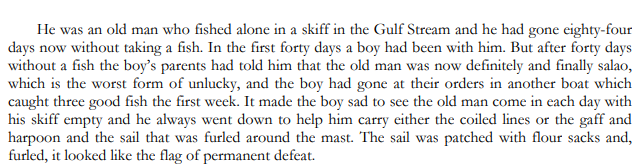 He was an old man who fished alone in a skiff in the Gulf Stream and he had gone eighty-four
days now without taking a fish. In the first forty days a boy had been with him. But after forty days
without a fish the boy’s parents had told him that the old man was now definitely and finally salao,
which is the worst form of unlucky, and the boy had gone at their orders in another boat which
caught three good fish the first week. It made the boy sad to see the old man come in each day with
his skiff empty and he always went down to help him carry either the coiled lines or the gaff and
harpoon and the sail that was furled around the mast. The sail was patched with flour sacks and,
furled, it looked like the flag of permanent defeat.